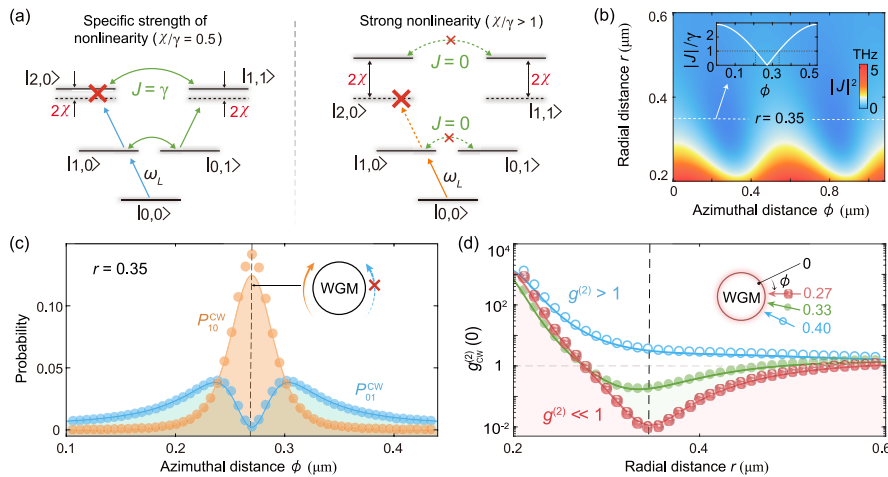 (a)
Specific strength of
nonlinearity (χ/γ = 0.5)
|2,0⟩
J = γ
|1,1⟩
2χ
2χ
|1,0⟩
|0,1⟩
ω_L
|0,0⟩
Strong nonlinearity (χ/γ > 1)
J = 0
2χ
2χ
|2,0⟩
|1,1⟩
J = 0
|1,0⟩
|0,1⟩
ω_L
|0,0⟩
(b)
Radial distance r (μm)
0.6
0.4
0.2
|J|/γ
2
1
0
0.1
0.3
0.5
ϕ
THz
5
0
|J|²
r = 0.35
0
0.4
0.8
Azimuthal distance ϕ (μm)
(c)
r = 0.35
WGM
P₁₀^CW
P₀₁^CW
Probability
0.10
0.05
0
0.1
0.2
0.3
0.4
Azimuthal distance ϕ (μm)
(d)
g_CW^(2) (0)
10⁴
10²
1
10⁻²
g⁽²⁾ > 1
g⁽²⁾ ≪ 1
WGM
0
ϕ
0.27
0.33
0.40
0.2
0.4
0.6
Radial distance r (μm)